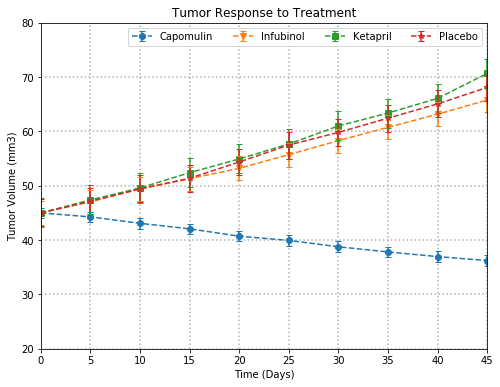 Tumor Response to Treatment
Capomulin Infubinol Ketapril Placebo
Tumor Volume (mm3)
80
70
60
50
40
30
20
0 5 10 15 20 25 30 35 40 45
Time (Days)